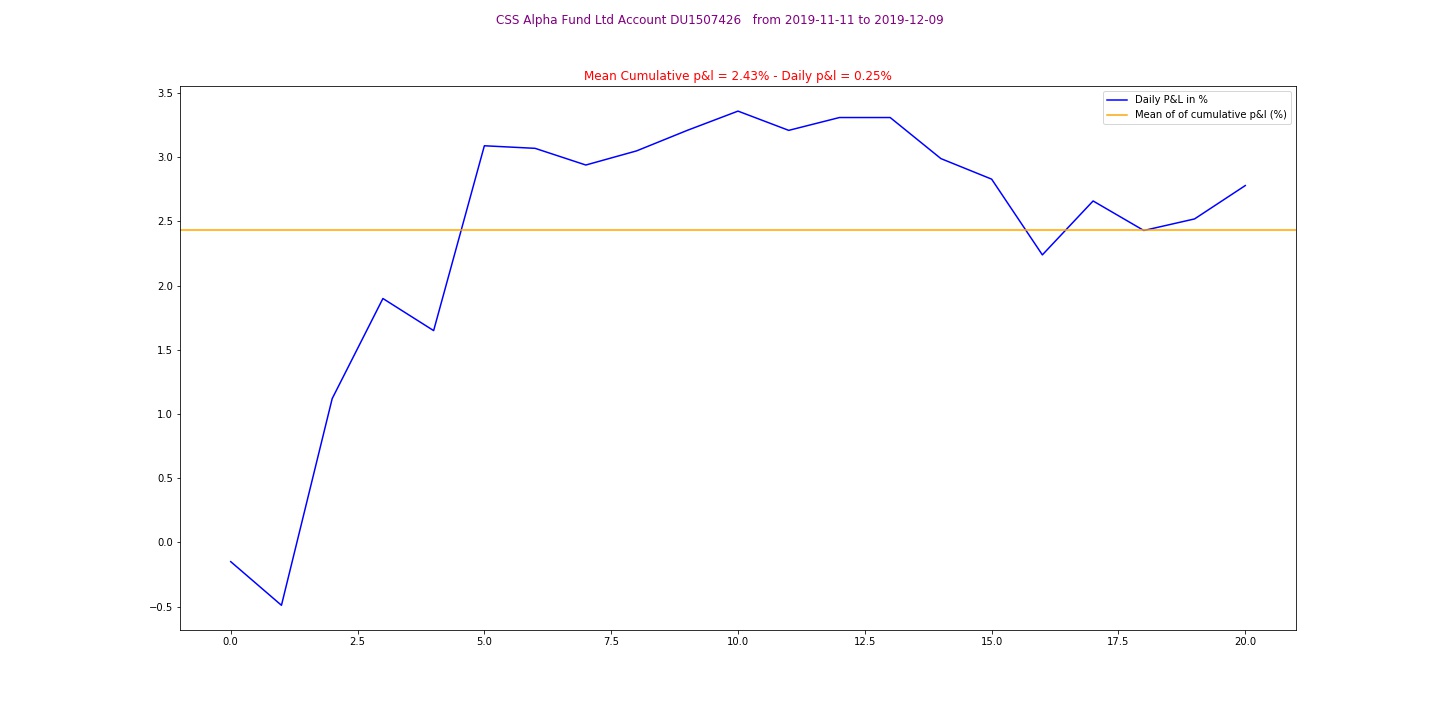 CSS Alpha Fund Ltd Account DU1507426   from 2019-11-11 to 2019-12-09
Mean Cumulative p&l = 2.43% - Daily p&l = 0.25%
Daily P&L in %
Mean of of cumulative p&l (%)
3.5
3.0
2.5
2.0
1.5
1.0
0.5
0.0
−0.5
0.0 2.5 5.0 7.5 10.0 12.5 15.0 17.5 20.0